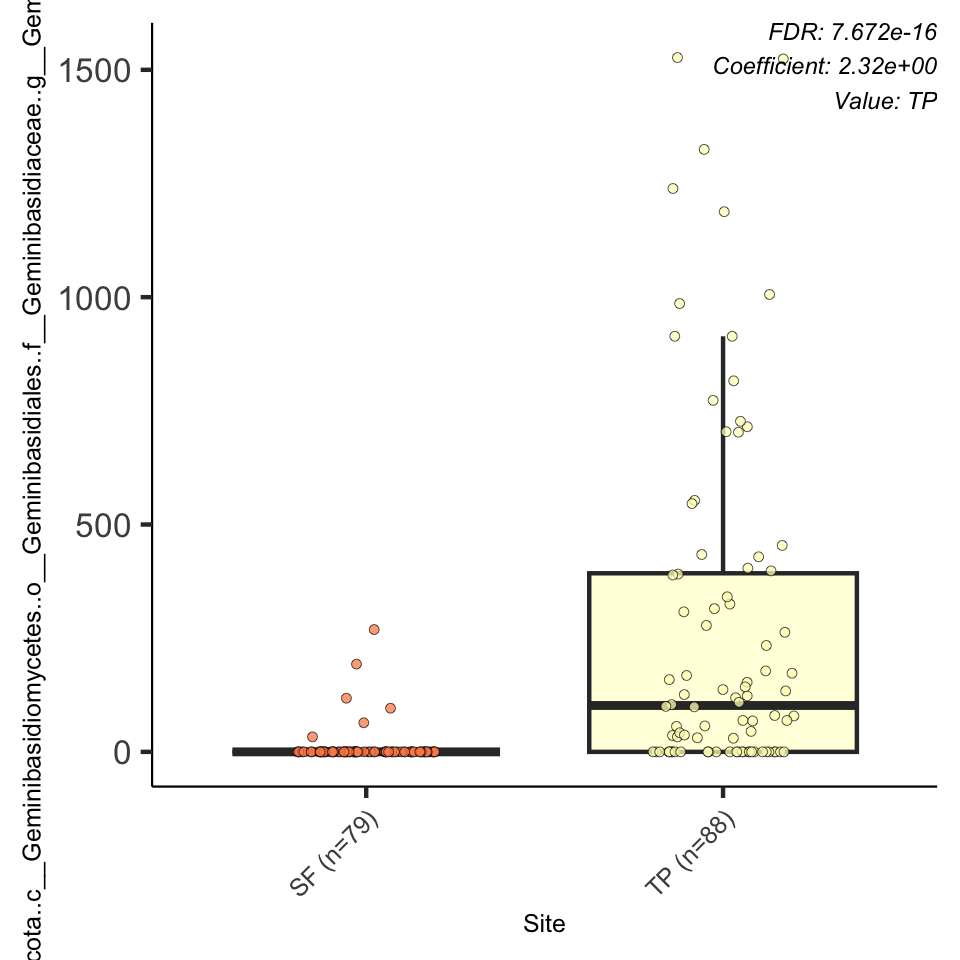 FDR: 7.672e-16
Coefficient: 2.32e+00
Value: TP
cota..c__Geminibasidiomycetes..o__Geminibasidiales..f__Geminibasidiaceae..g__Gem
1500
1000
500
0
SF (n=79)
TP (n=88)
Site